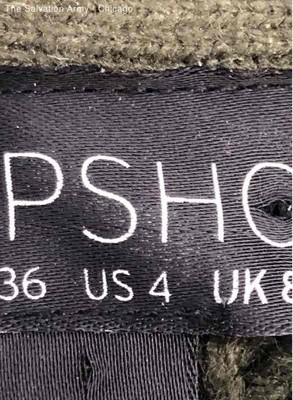 The Salvation Army - Chicago
PSHO
36 US 4 UK 8